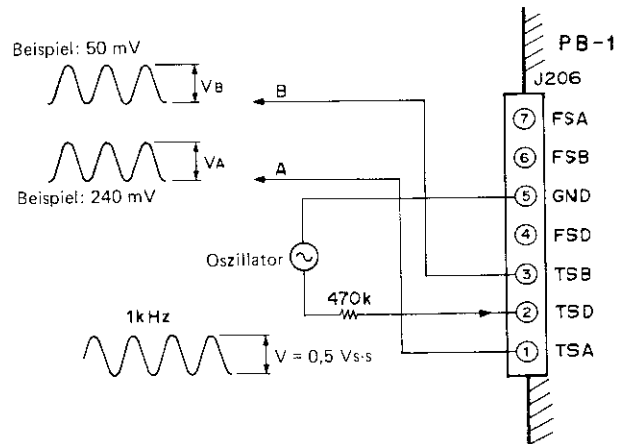 Beispiel: 50 mV
VB
B
PB-1
J206
7 FSA
6 FSB
VA
A
Beispiel: 240 mV
5 GND
4 FSD
Oszillator
3 TSB
470k
2 TSD
1kHz
V = 0,5 Vs-s
1 TSA